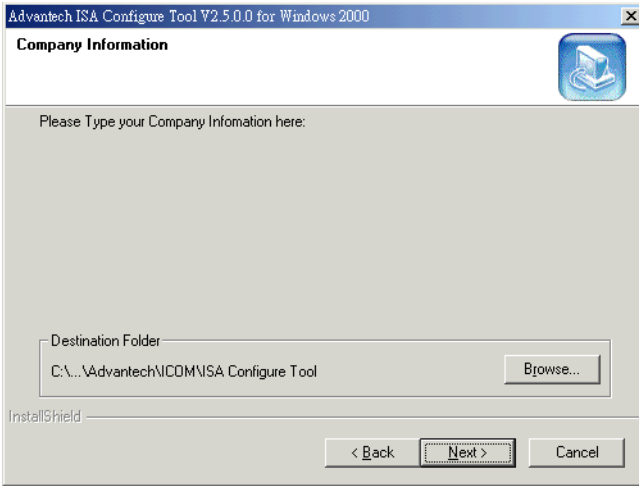 Advantech ISA Configure Tool V2.5.0.0 for Windows 2000
Company Information
Please Type your Company Infomation here:
Destination Folder
C:\...\Advantech\ICOM\ISA Configure Tool
Browse...
InstallShield
< Back
Next >
Cancel